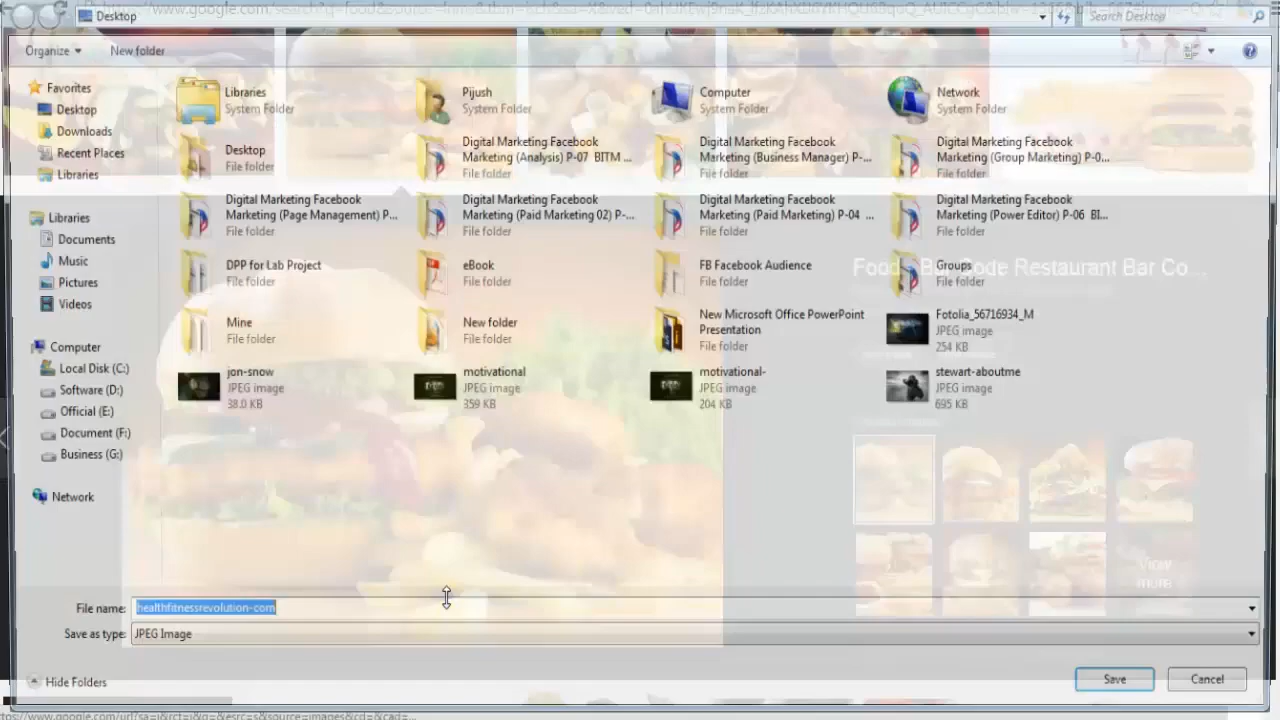 Desktop
Search Desktop
Organize
New folder
Favorites
Desktop
Downloads
Recent Places
Libraries
Libraries
Documents
Music
Pictures
Videos
Computer
Local Disk (C:)
Software (D:)
Official (E:)
Document (F:)
Business (G:)
Network
Libraries
System Folder
Pijush
System Folder
Computer
System Folder
Network
System Folder
Desktop
File folder
Digital Marketing Facebook
Marketing (Analysis) P-07 BITM ...
File folder
Digital Marketing Facebook
Marketing (Business Manager) P-...
File folder
Digital Marketing Facebook
Marketing (Group Marketing) P-0...
File folder
Digital Marketing Facebook
Marketing (Page Management) P...
File folder
Digital Marketing Facebook
Marketing (Paid Marketing 02) P-...
File folder
Digital Marketing Facebook
Marketing (Paid Marketing) P-04 ...
File folder
Digital Marketing Facebook
Marketing (Power Editor) P-06 BI...
File folder
DPP for Lab Project
File folder
eBook
File folder
FB Facebook Audience
File folder
Groups
File folder
Mine
File folder
New folder
File folder
New Microsoft Office PowerPoint
Presentation
File folder
Fotolia_56716934_M
JPEG image
254 KB
jon-snow
JPEG image
38.0 KB
motivational
JPEG image
359 KB
motivational-
JPEG image
204 KB
stewart-aboutme
JPEG image
695 KB
Code Restaurant Bar Co...
View
more
File name:
healthfitnessrevolution-com
Save as type:
JPEG Image
Hide Folders
Save
Cancel